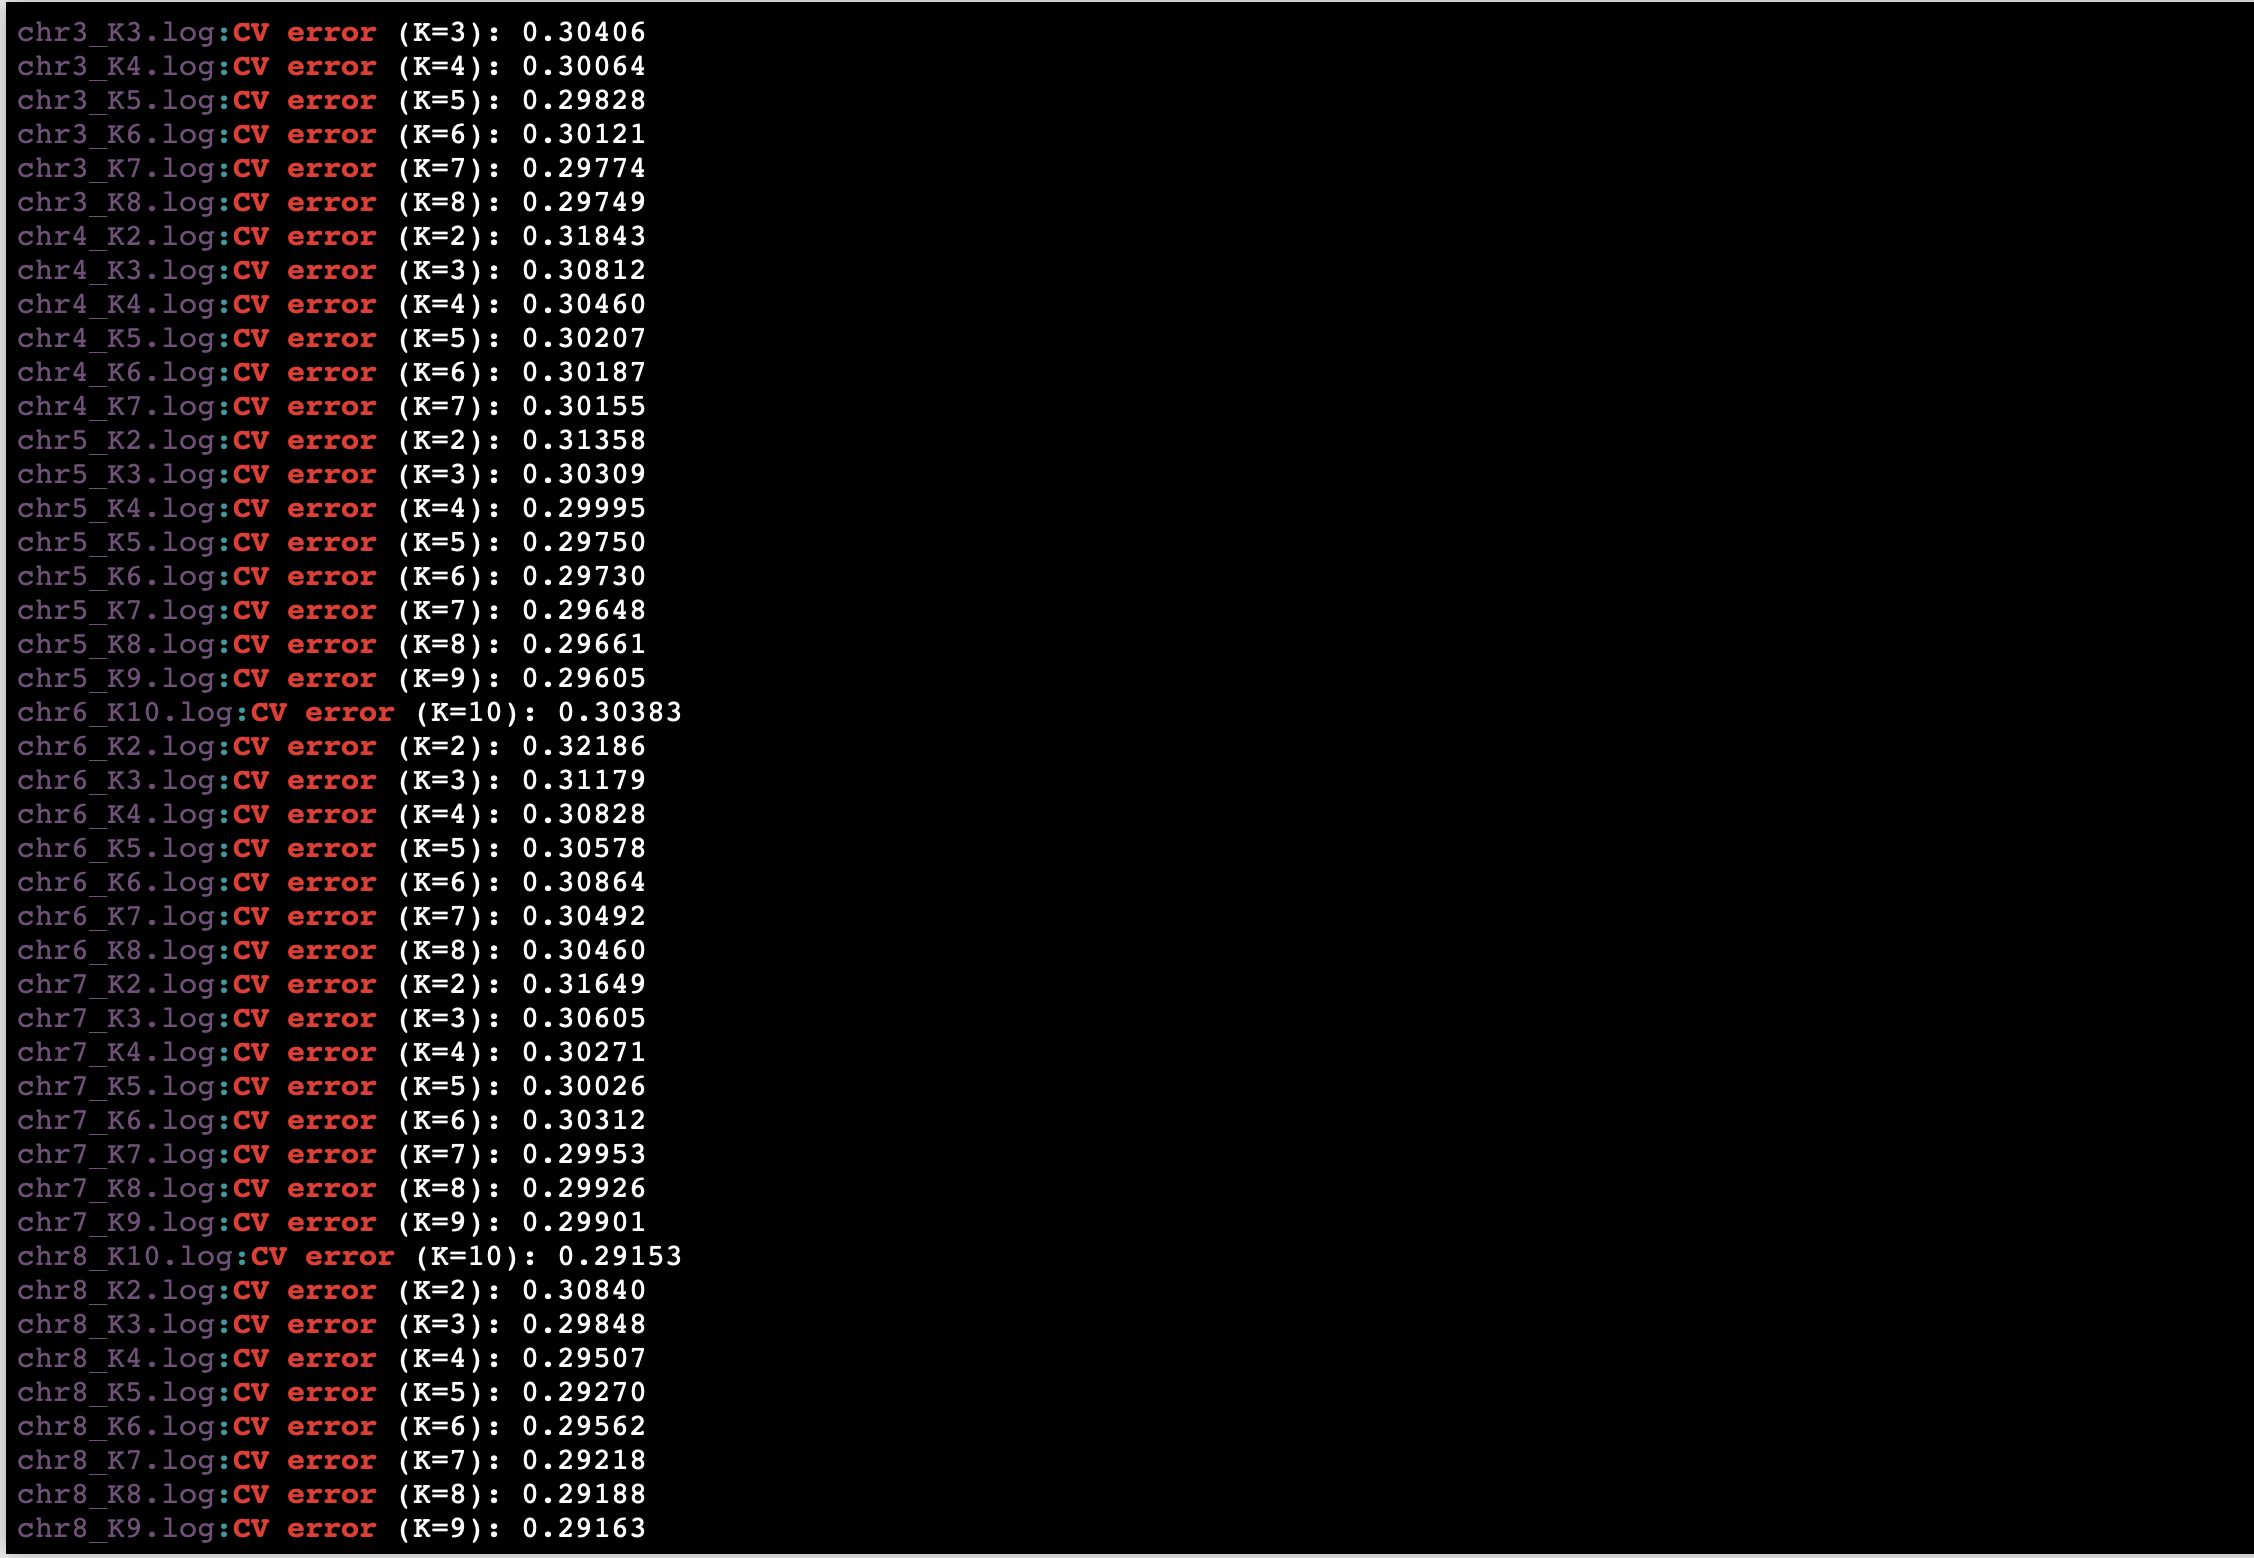 chr3_K3.log:CV error (K=3): 0.30406
chr3_K4.log:CV error (K=4): 0.30064
chr3_K5.log:CV error (K=5): 0.29828
chr3_K6.log:CV error (K=6): 0.30121
chr3_K7.log:CV error (K=7): 0.29774
chr3_K8.log:CV error (K=8): 0.29749
chr4_K2.log:CV error (K=2): 0.31843
chr4_K3.log:CV error (K=3): 0.30812
chr4_K4.log:CV error (K=4): 0.30460
chr4_K5.log:CV error (K=5): 0.30207
chr4_K6.log:CV error (K=6): 0.30187
chr4_K7.log:CV error (K=7): 0.30155
chr5_K2.log:CV error (K=2): 0.31358
chr5_K3.log:CV error (K=3): 0.30309
chr5_K4.log:CV error (K=4): 0.29995
chr5_K5.log:CV error (K=5): 0.29750
chr5_K6.log:CV error (K=6): 0.29730
chr5_K7.log:CV error (K=7): 0.29648
chr5_K8.log:CV error (K=8): 0.29661
chr5_K9.log:CV error (K=9): 0.29605
chr6_K10.log:CV error (K=10): 0.30383
chr6_K2.log:CV error (K=2): 0.32186
chr6_K3.log:CV error (K=3): 0.31179
chr6_K4.log:CV error (K=4): 0.30828
chr6_K5.log:CV error (K=5): 0.30578
chr6_K6.log:CV error (K=6): 0.30864
chr6_K7.log:CV error (K=7): 0.30492
chr6_K8.log:CV error (K=8): 0.30460
chr7_K2.log:CV error (K=2): 0.31649
chr7_K3.log:CV error (K=3): 0.30605
chr7_K4.log:CV error (K=4): 0.30271
chr7_K5.log:CV error (K=5): 0.30026
chr7_K6.log:CV error (K=6): 0.30312
chr7_K7.log:CV error (K=7): 0.29953
chr7_K8.log:CV error (K=8): 0.29926
chr7_K9.log:CV error (K=9): 0.29901
chr8_K10.log:CV error (K=10): 0.29153
chr8_K2.log:CV error (K=2): 0.30840
chr8_K3.log:CV error (K=3): 0.29848
chr8_K4.log:CV error (K=4): 0.29507
chr8_K5.log:CV error (K=5): 0.29270
chr8_K6.log:CV error (K=6): 0.29562
chr8_K7.log:CV error (K=7): 0.29218
chr8_K8.log:CV error (K=8): 0.29188
chr8_K9.log:CV error (K=9): 0.29163